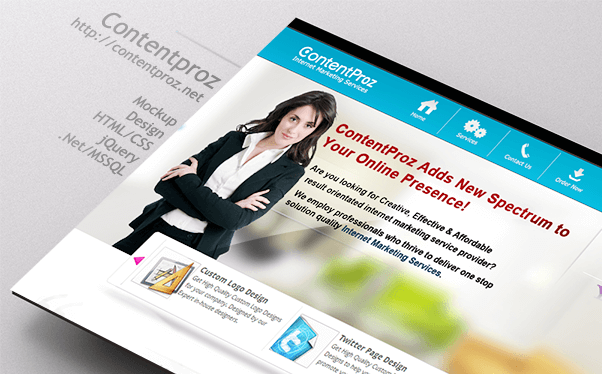 Contentproz
http://contentproz.net
Mockup
Design
HTML/CSS
JQuery
.Net/MSSQL
ContentProz
Internet Marketing Services
Home
Services
Contact Us
Order Now
ContentProz Adds New Spectrum to
Your Online Presence!
Are you looking for Creative, Effective & Affordable
result orientated internet marketing service provider?
We employ professionals who thrive to deliver one stop
solution quality Internet Marketing Services.
Custom Logo Design
Get High Quality Custom Logo Designs
for your company. Designed by our
Expert in-house designers.
Twitter Page Design
Get High Quality Custom
Designs to help
promote